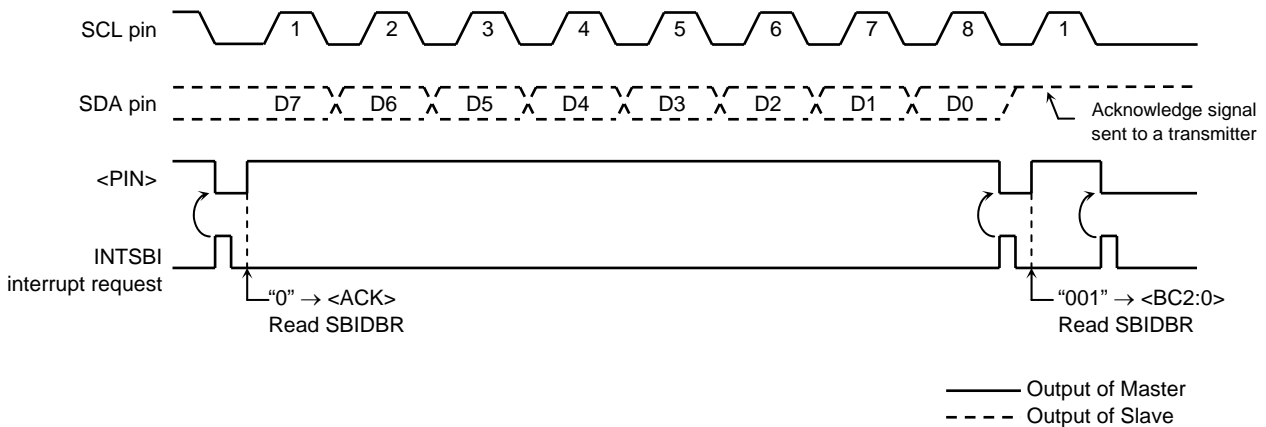 SCL pin 1 2 3 4 5 6 7 8 1
SDA pin D7 D6 D5 D4 D3 D2 D1 D0
Acknowledge signal
sent to a transmitter
<PIN>
INTSBI
interrupt request
“0” → <ACK>
Read SBIDBR
“001” → <BC2:0>
Read SBIDBR
Output of Master
Output of Slave